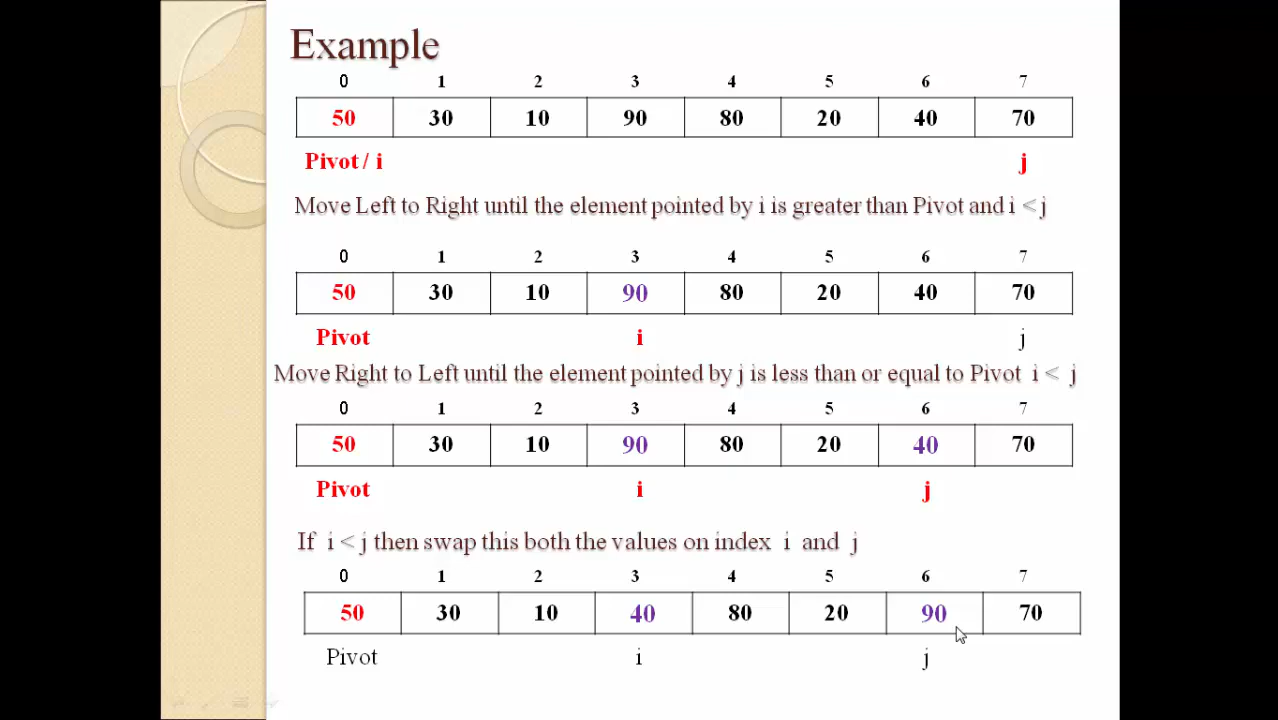 Example
0 1 2 3 4 5 6 7
50 30 10 90 80 20 40 70
Pivot / i j
Move Left to Right until the element pointed by i is greater than Pivot and i < j
0 1 2 3 4 5 6 7
50 30 10 90 80 20 40 70
Pivot i j
Move Right to Left until the element pointed by j is less than or equal to Pivot i < j
0 1 2 3 4 5 6 7
50 30 10 90 80 20 40 70
Pivot i j
If i < j then swap this both the values on index i and j
0 1 2 3 4 5 6 7
50 30 10 40 80 20 90 70
Pivot i j